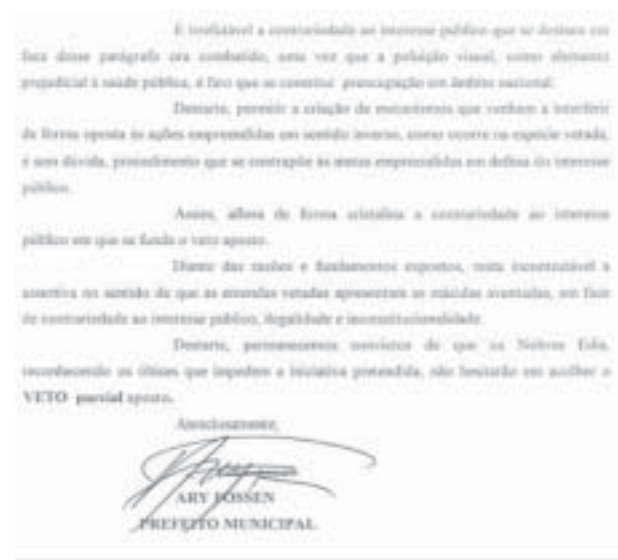 É irrefutável a contrariedade ao interesse público que se destaca em
face desse parágrafo ora combatido, uma vez que a poluição visual, como elemento
prejudicial à saúde pública, é fato que se constitui preocupação em âmbito nacional.
Destarte, permitir a criação de mecanismos que venham a interferir
de forma oposta às ações empreendidas em sentido inverso, como ocorre na espécie vetada,
é sem dúvida, procedimento que se contrapõe às metas empreendidas em defesa do interesse
público.
Assim, aflora de forma cristalina a contrariedade ao interesse
público em que se funda o veto aposto.
Diante das razões e fundamentos expostos, resta incontestável a
assertiva no sentido de que as emendas vetadas apresentam as máculas aventadas, em face
de contrariedade ao interesse público, ilegalidade e inconstitucionalidade.
Destarte, permanecemos convictos de que os Nobres Edis,
reconhecendo os óbices que impedem a iniciativa pretendida, não hesitarão em acolher o
VETO parcial aposto.
Atenciosamente,
ARY FOSSEN
PREFEITO MUNICIPAL